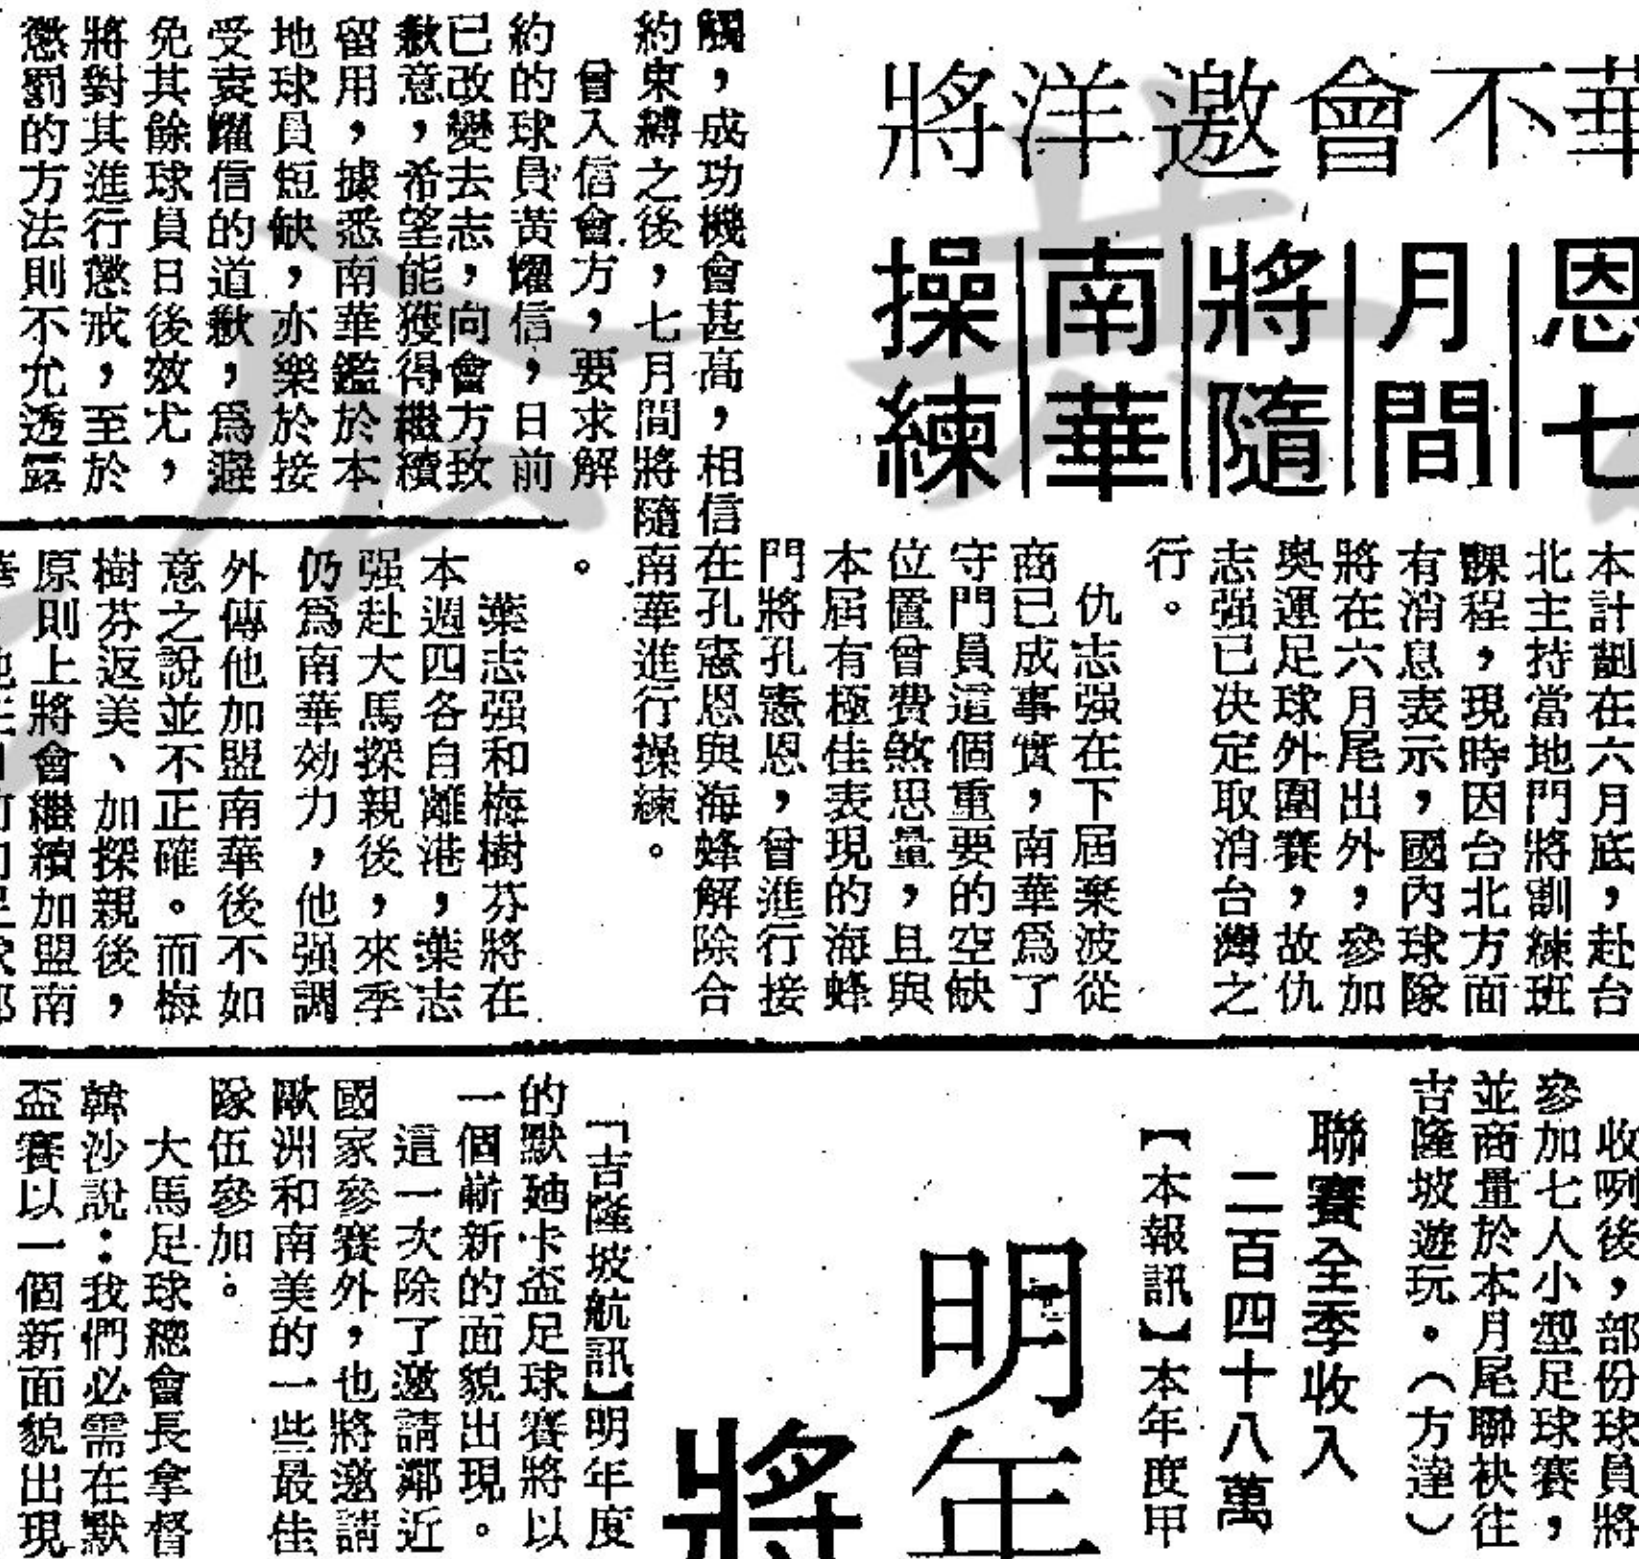 華不會邀洋將
恩七
月間
將隨
南華
操練
本計劃在六月底，赴台
北主持當地門將訓練班
課程，現時因台北方面
有消息表示，國內球隊
將在六月尾出外，參加
奧運足球外圍賽，故仇
志强已決定取消台灣之
行。
仇志强在下屆棄波從
商已成事實，南華爲了
守門員這個重要的空缺
位置曾費煞思量，且與
本屆有極佳表現的海蜂
門將孔憲恩，曾進行接
觸，成功機會甚高，相信在孔憲恩與海蜂解除合
約束縛之後，七月間將隨南華進行操練。
曾入信會方，要求解
約的球員黃耀信，日前
已改變去志，向會方致
歉意，希望能獲得繼續
留用，據悉南華鑑於本
地球員短缺，亦樂於接
受袁耀信的道歉，爲避
免其餘球員日後效尤，
將對其進行懲戒，至於
懲罰的方法則不允透露
。
葉志强和梅樹芬將在
本週四各自離港，葉志
强赴大馬探親後，來季
仍爲南華効力，他强調
外傳他加盟南華後不如
意之說並不正確。而梅
樹芬返美、加探親後，
原則上將會繼續加盟南
收咧後，部份球員將
參加七人小型足球賽，
並商量於本月尾聯袂往
吉隆坡遊玩。（方達）
聯賽全季收入
二百四十八萬
【本報訊】本年度甲
明年
將
【吉隆坡航訊】明年度
的默廸卡盃足球賽將以
一個嶄新的面貌出現。
這一次除了邀請鄰近
國家參賽外，也將邀請
歐洲和南美的一些最佳
隊伍參加。
大馬足球總會長拿督
韓沙說：我們必需在默
盃賽以一個新面貌出現